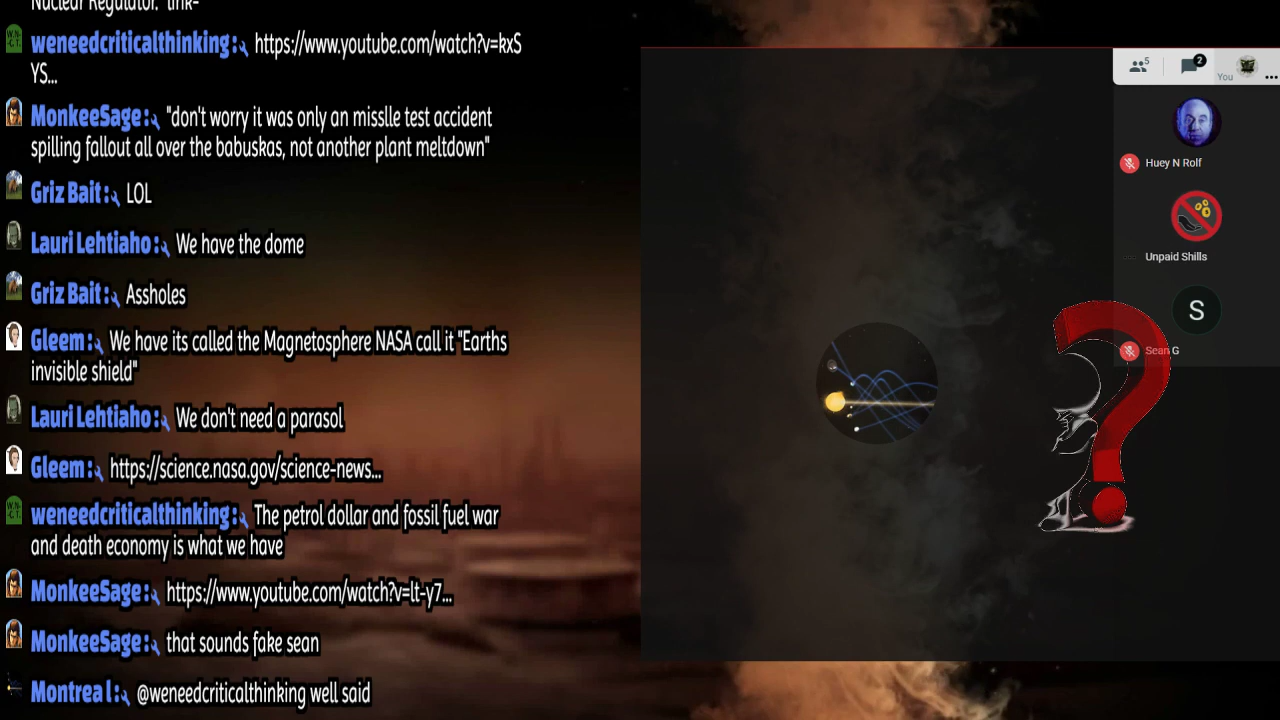 Nuclear Regulator. *link*
weneedcriticalthinking: https://www.youtube.com/watch?v=kxS
YS...
MonkeeSage: "don't worry it was only an missile test accident
spilling fallout all over the babuskas, not another plant meltdown"
Griz Bait: LOL
Lauri Lehtiaho: We have the dome
Griz Bait: Assholes
Gleem: We have its called the Magnetosphere NASA call it "Earths
invisible shield"
Lauri Lehtiaho: We don't need a parasol
Gleem: https://science.nasa.gov/science-news...
weneedcriticalthinking: The petrol dollar and fossil fuel war
and death economy is what we have
MonkeeSage: https://www.youtube.com/watch?v=lt-y7...
MonkeeSage: that sounds fake sean
Montrea l: @weneedcriticalthinking well said
5
2
You
Huey N Rolf
Unpaid Shills
S
Sean G
?